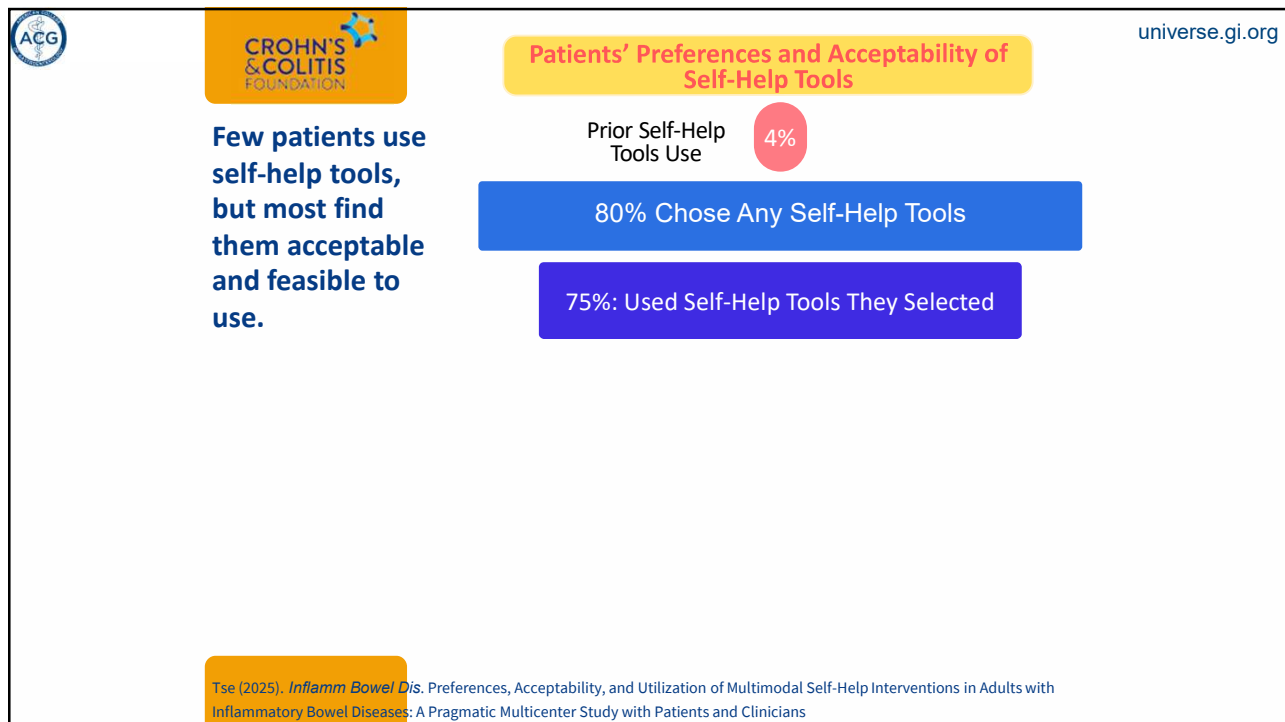 ACG
universe.gi.org
CROHN'S
&COLITIS
FOUNDATION
Patients' Preferences and Acceptability of
Self-Help Tools
Few patients use
self-help tools,
but most find
them acceptable
and feasible to
use.
Prior Self-Help
Tools Use
4%
80% Chose Any Self-Help Tools
75%: Used Self-Help Tools They Selected
Tse (2025). Inflamm Bowel Dis. Preferences, Acceptability, and Utilization of Multimodal Self-Help Interventions in Adults with
Inflammatory Bowel Diseases: A Pragmatic Multicenter Study with Patients and Clinicians